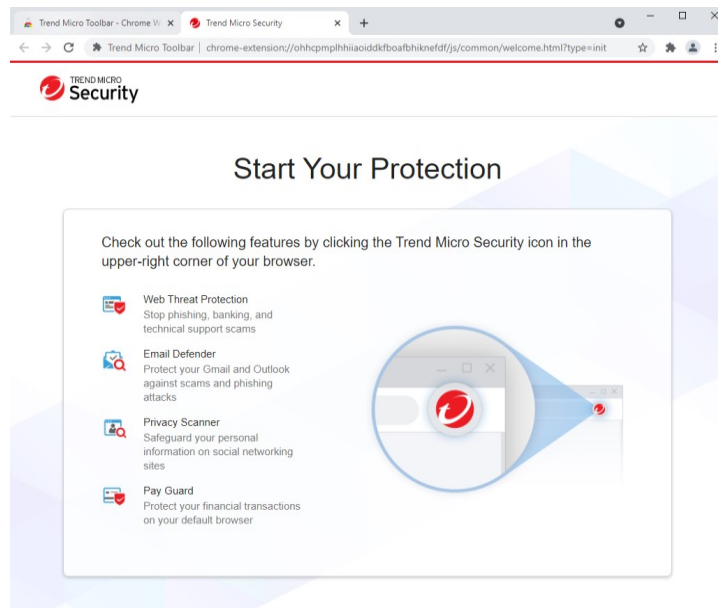 Trend Micro Toolbar - Chrome W
Trend Micro Security
Trend Micro Toolbar | chrome-extension://ohhcpmplhhiiaoiddkfboafbhiknefdf/js/common/welcome.html?type=init
TREND MICRO
Security
Start Your Protection
Check out the following features by clicking the Trend Micro Security icon in the
upper-right corner of your browser.
Web Threat Protection
Stop phishing, banking, and
technical support scams
Email Defender
Protect your Gmail and Outlook
against scams and phishing
attacks
Privacy Scanner
Safeguard your personal
information on social networking
sites
Pay Guard
Protect your financial transactions
on your default browser